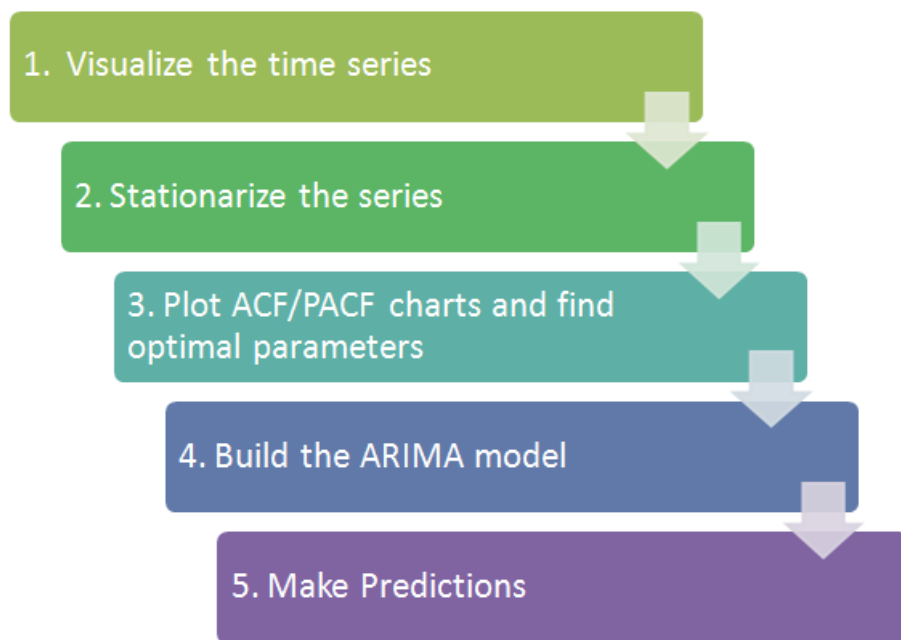 1. Visualize the time series
2. Stationarize the series
3. Plot ACF/PACF charts and find
optimal parameters
4. Build the ARIMA model
5. Make Predictions